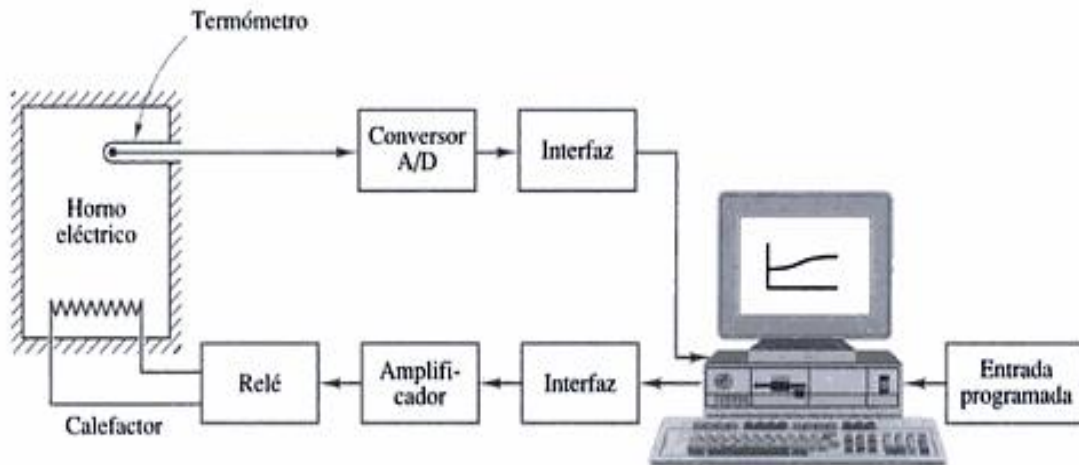 Termómetro
Conversor
A/D
Interfaz
Horno
eléctrico
Relé
Amplifi-
cador
Interfaz
Entrada
programada
Calefactor